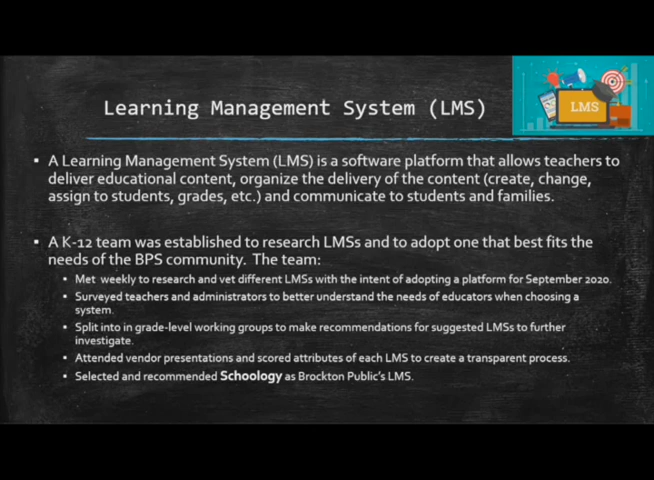 LMS
Learning Management System (LMS)
▪ A Learning Management System (LMS) is a software platform that allows teachers to
deliver educational content, organize the delivery of the content (create, change,
assign to students, grades, etc.) and communicate to students and families.
▪ A K-12 team was established to research LMSs and to adopt one that best fits the
needs of the BPS community. The team:
▪ Met weekly to research and vet different LMSs with the intent of adopting a platform for September 2020.
▪ Surveyed teachers and administrators to better understand the needs of educators when choosing a
system.
▪ Split into in grade-level working groups to make recommendations for suggested LMSs to further
investigate.
▪ Attended vendor presentations and scored attributes of each LMS to create a transparent process.
▪ Selected and recommended Schoology as Brockton Public's LMS.